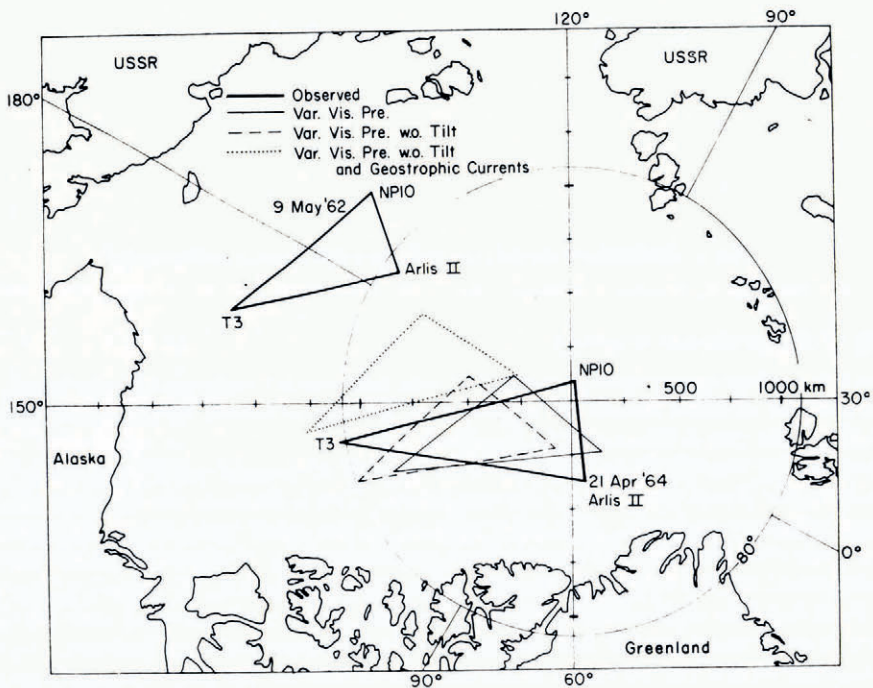 120°
90°
USSR
USSR
180°
Observed
Var. Vis. Pre.
Var. Vis. Pre. w.o. Tilt
Var. Vis. Pre. w.o. Tilt
and Geostrophic Currents
9 May '62
NPIO
Arlis II
T3
NPIO
500
1000 km
150°
30°
T3
Alaska
21 Apr '64
Arlis II
80°
0°
Greenland
90°
60°